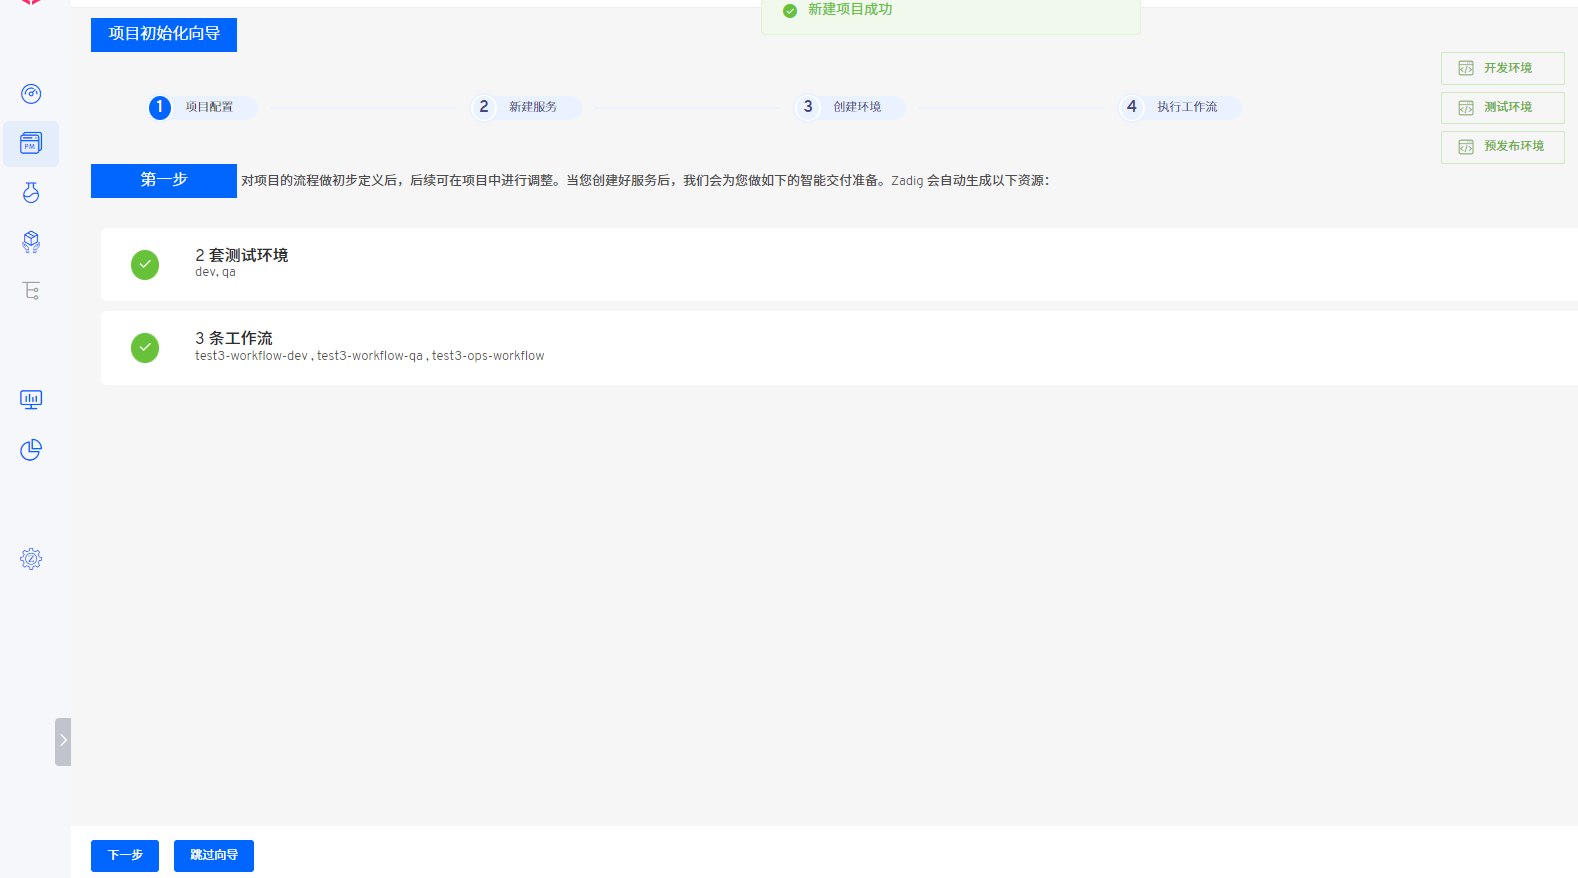 新建项目成功
项目初始化向导
开发环境
测试环境
预发布环境
1 项目配置
2 新建服务
3 创建环境
4 执行工作流
PM
第一步 对项目的流程做初步定义后，后续可在项目中进行调整。当您创建好服务后，我们会为您做如下的智能交付准备。Zadig 会自动生成以下资源：
2 套测试环境
dev, qa
3 条工作流
test3-workflow-dev , test3-workflow-qa , test3-ops-workflow
下一步 跳过向导